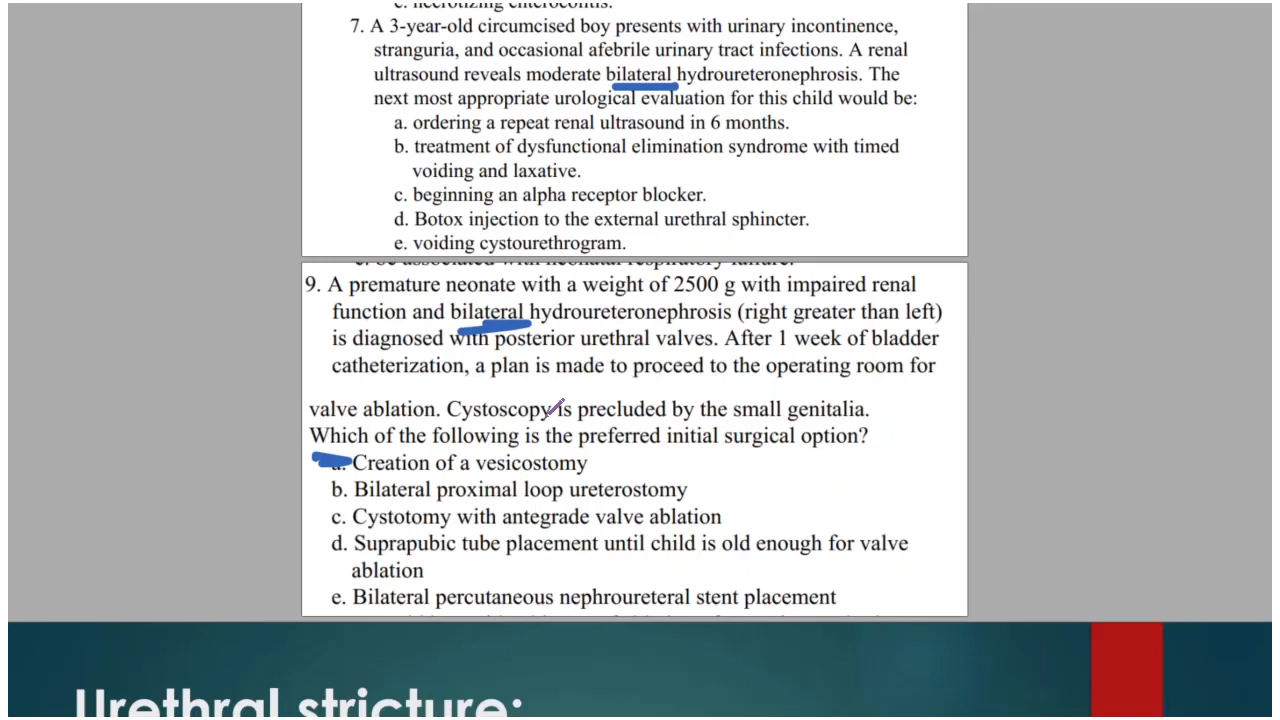 c. necrotizing enterocolitis.
7. A 3-year-old circumcised boy presents with urinary incontinence,
stranguria, and occasional afebrile urinary tract infections. A renal
ultrasound reveals moderate bilateral hydroureteronephrosis. The
next most appropriate urological evaluation for this child would be:
a. ordering a repeat renal ultrasound in 6 months.
b. treatment of dysfunctional elimination syndrome with timed
voiding and laxative.
c. beginning an alpha receptor blocker.
d. Botox injection to the external urethral sphincter.
e. voiding cystourethrogram.
9. A premature neonate with a weight of 2500 g with impaired renal
function and bilateral hydroureteronephrosis (right greater than left)
is diagnosed with posterior urethral valves. After 1 week of bladder
catheterization, a plan is made to proceed to the operating room for
valve ablation. Cystoscopy is precluded by the small genitalia.
Which of the following is the preferred initial surgical option?
a. Creation of a vesicostomy
b. Bilateral proximal loop ureterostomy
c. Cystotomy with antegrade valve ablation
d. Suprapubic tube placement until child is old enough for valve
ablation
e. Bilateral percutaneous nephroureteral stent placement
Urethral stricture: